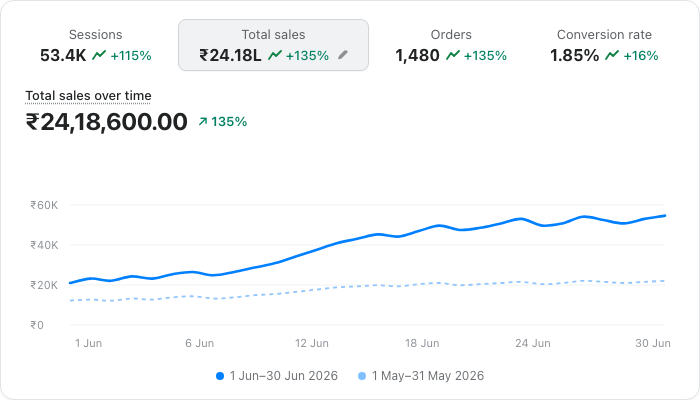 Sessions
53.4K +115%
Total sales
₹24.18L +135%
Orders
1,480 +135%
Conversion rate
1.85% +16%
Total sales over time
₹24,18,600.00 135%
₹60K
₹40K
₹20K
₹0
1 Jun 6 Jun 12 Jun 18 Jun 24 Jun 30 Jun
1 Jun–30 Jun 2026 1 May–31 May 2026